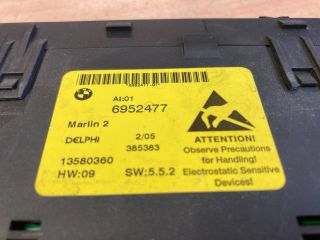 AI:01
6952477
Marlin 2
DELPHI 2/05
385383
13580360
HW:09 SW:5.5.2
ATTENTION!
Observe Precautions
for Handling!
Electrostatic Sensitive
Devices!